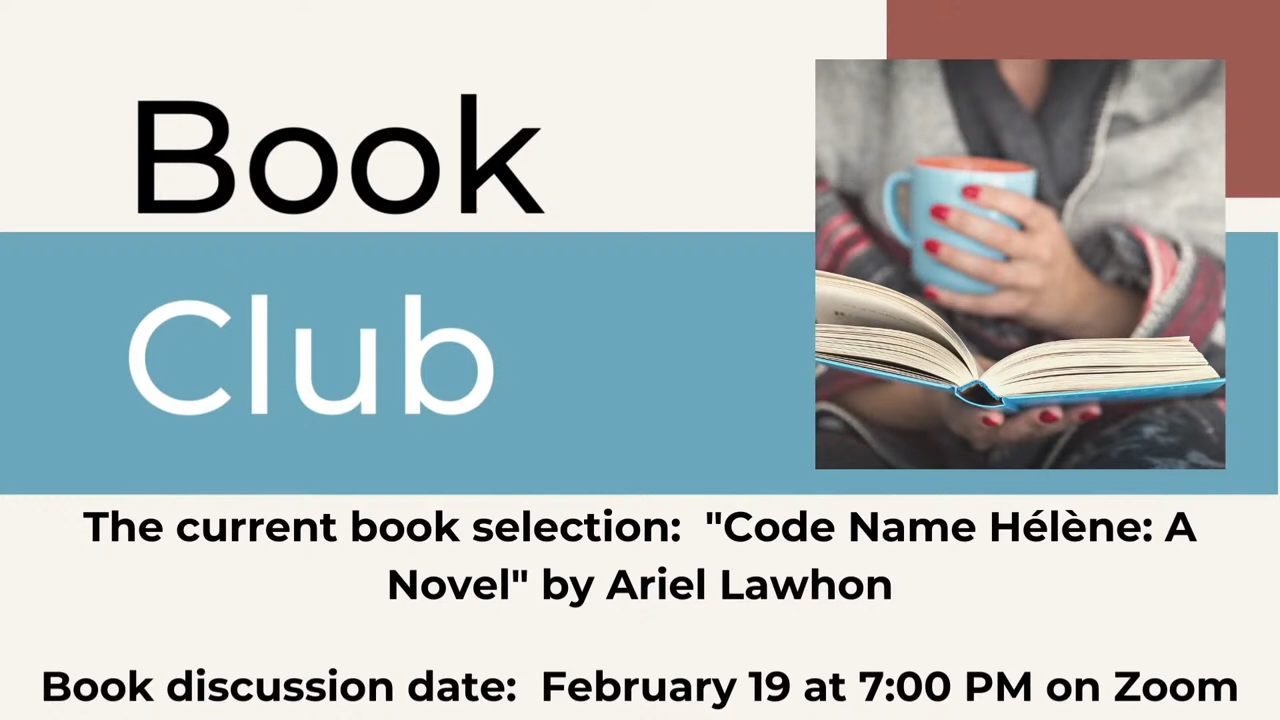 Book
Club
The current book selection:  "Code Name Hélène: A
Novel" by Ariel Lawhon
Book discussion date:  February 19 at 7:00 PM on Zoom